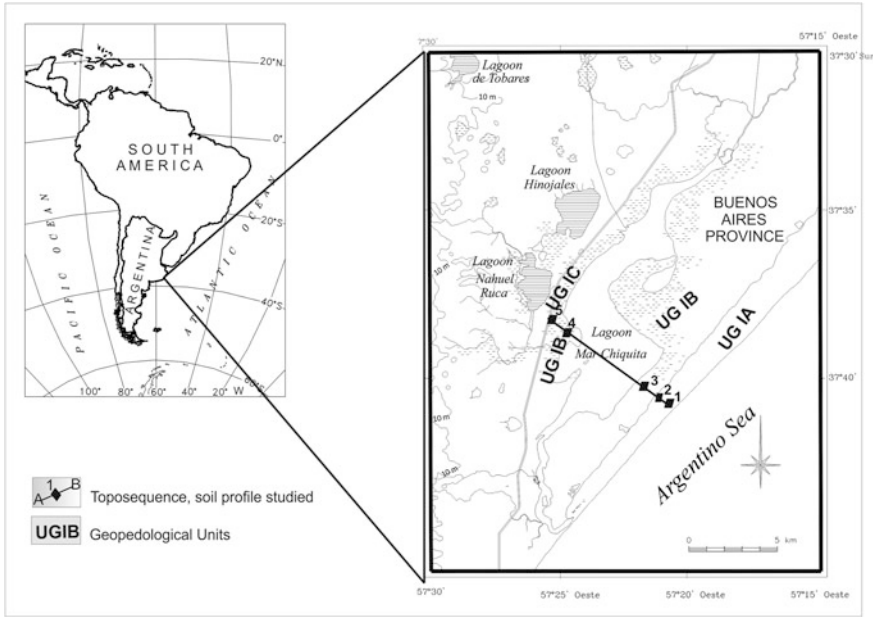 20°N
0°
20°S
40°S
60°S
SOUTH
AMERICA
ARGENTINA
PACIFIC OCEAN
ATLANTIC OCEAN
100°
80°
60°
40°
20°
W
1
A
B
Toposequence, soil profile studied
UGIB
Geopedological Units
7°30'
57°15' Oeste
37°30' Sur
Lagoon
de Tobares
10 m
Lagoon
Hinojales
BUENOS
AIRES
PROVINCE
37°35'
10 m
Lagoon
Nahuel
Ruca
UG IC
UG IB
UG IA
5
4
UG IB
Lagoon
Mar Chiquita
3
2
1
37°40'
10 m
10 m
Argentino Sea
0
5
km
57°30'
57°25' Oeste
57°20' Oeste
57°15' Oeste